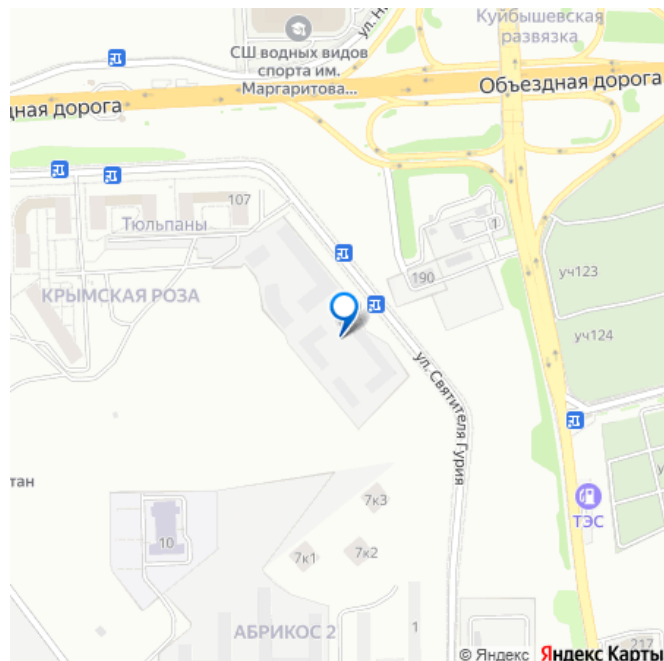 Куйбышевская
развязка
ул. Н
СШ водных видов
спорта им.
Маргаритова...
Объездная дорога
дная дорога
107
Тюльпаны
1
190
уч123
КРЫМСКАЯ РОЗА
уч124
ул. Святителя Гурия
тан
7к3
ТЭС
10
7к1
7к2
АБРИКОС 2
1
217
© Яндекс Яндекс Карты